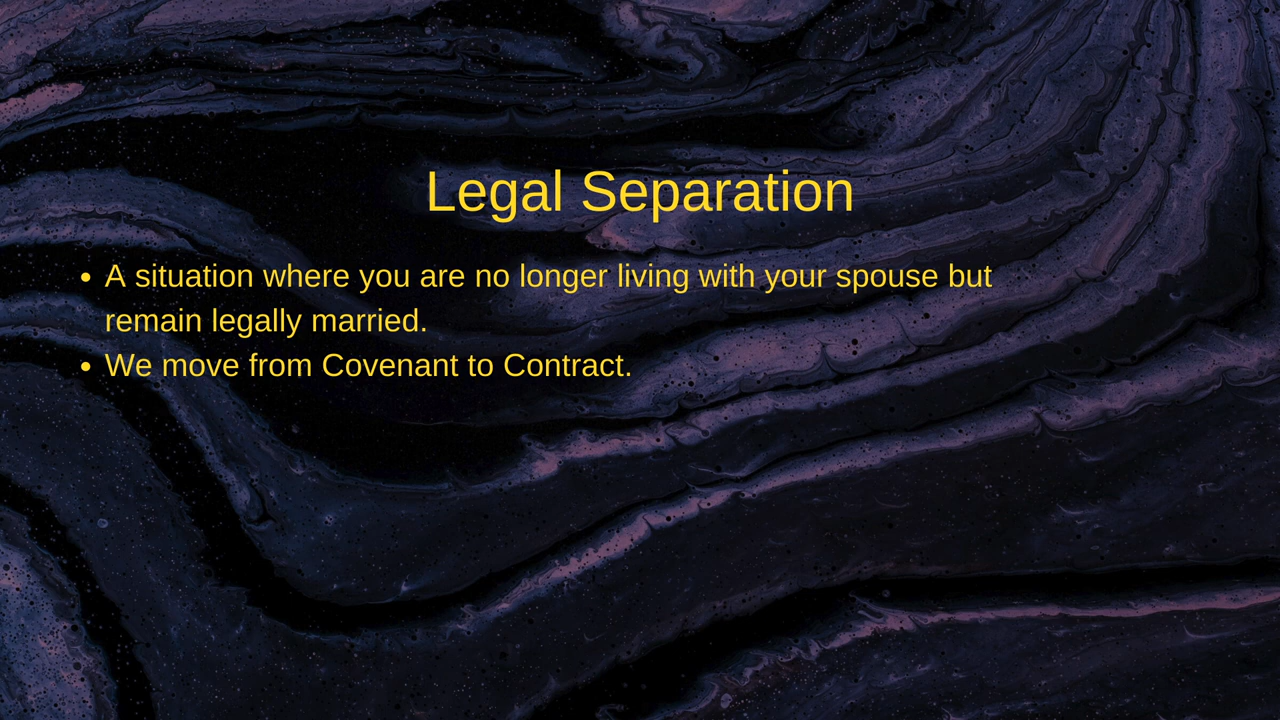 Legal Separation
• A situation where you are no longer living with your spouse but
remain legally married.
• We move from Covenant to Contract.